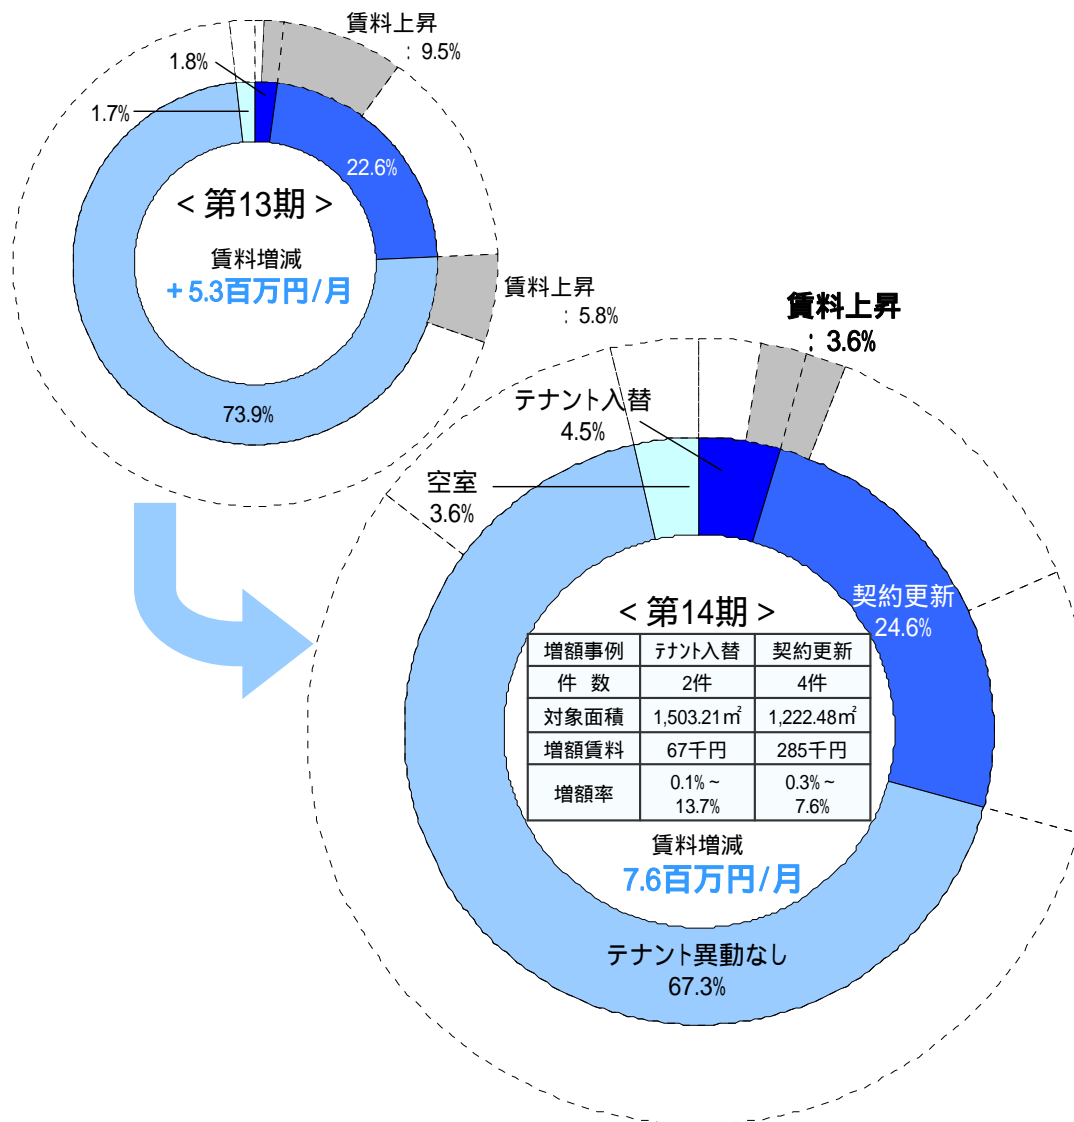 賃料上昇
: 9.5%
1.8%
1.7%
22.6%
< 第13期 >
賃料増減
+ 5.3百万円/月
賃料上昇
: 5.8%
73.9%
賃料上昇
: 3.6%
テナント入替
4.5%
空室
3.6%
契約更新
24.6%
< 第14期 >
増額事例 テナント入替 契約更新
件 数 2件 4件
対象面積 1,503.21㎡ 1,222.48㎡
増額賃料 67千円 285千円
増額率 0.1% ~ 13.7% 0.3% ~ 7.6%
賃料増減
7.6百万円/月
テナント異動なし
67.3%